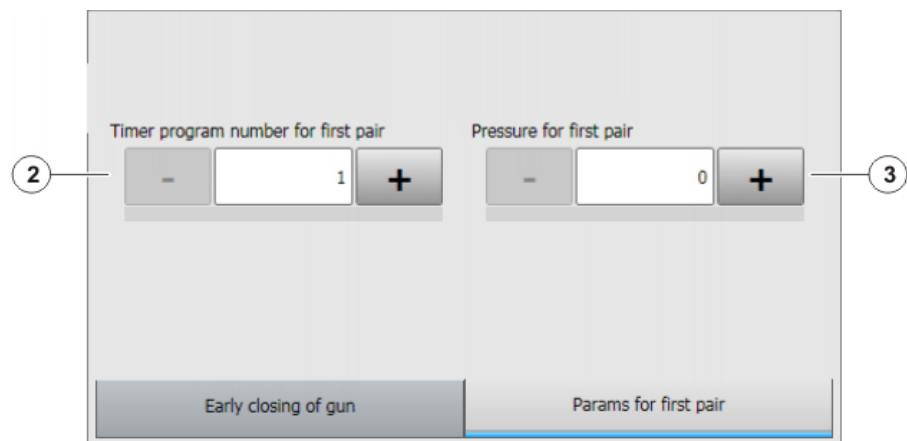 Timer program number for first pair Pressure for first pair
2 - 1 + - 0 + 3
Early closing of gun Params for first pair